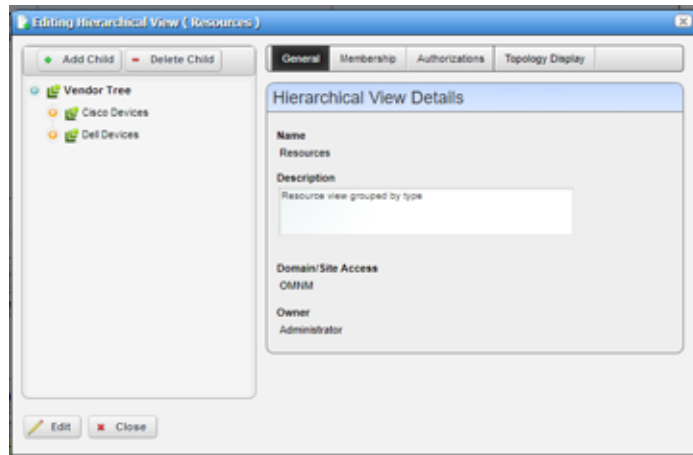 Editing Hierarchical View ( Resources )
Add Child Delete Child
Vendor Tree
Cisco Devices
Dell Devices
General Membership Authorizations Topology Display
Hierarchical View Details
Name
Resources
Description
Resource view grouped by type
Domain/Site Access
OMNM
Owner
Administrator
Edit Close